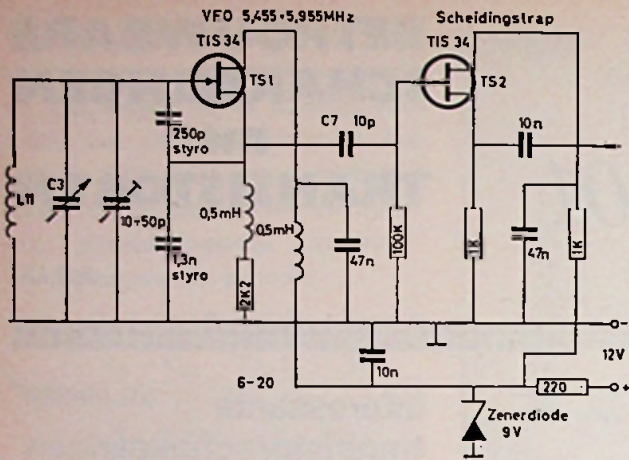 VFO 5,455÷5,955MHz
Scheidingstrap
TIS 34
TIS 34
TS1
TS2
250p
styro
C7
10p
10n
L11
C3
10÷50p
0,5mH
0,5mH
100K
1K
47n
1K
1,3n
styro
47n
2K2
10n
-
12V
6-20
220
+
Zenerdiode
9V